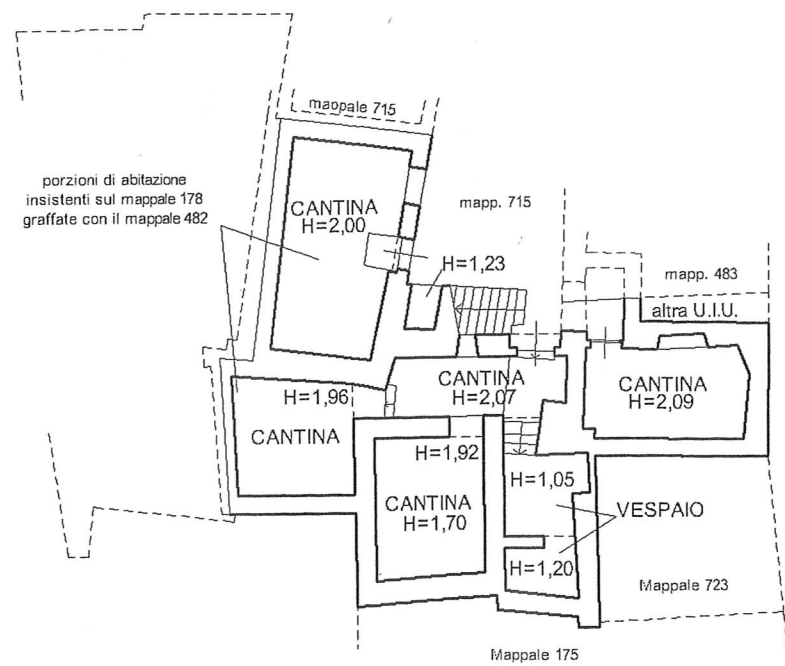 maopale 715
porzioni di abitazione
insistenti sul mappale 178
graffate con il mappale 482
CANTINA
H=2,00
mapp. 715
H=1,23
mapp. 483
altra U.I.U.
CANTINA
H=2,07
CANTINA
H=2,09
H=1,96
CANTINA
H=1,92
CANTINA
H=1,70
H=1,05
VESPAIO
H=1,20
Mappale 723
Mappale 175